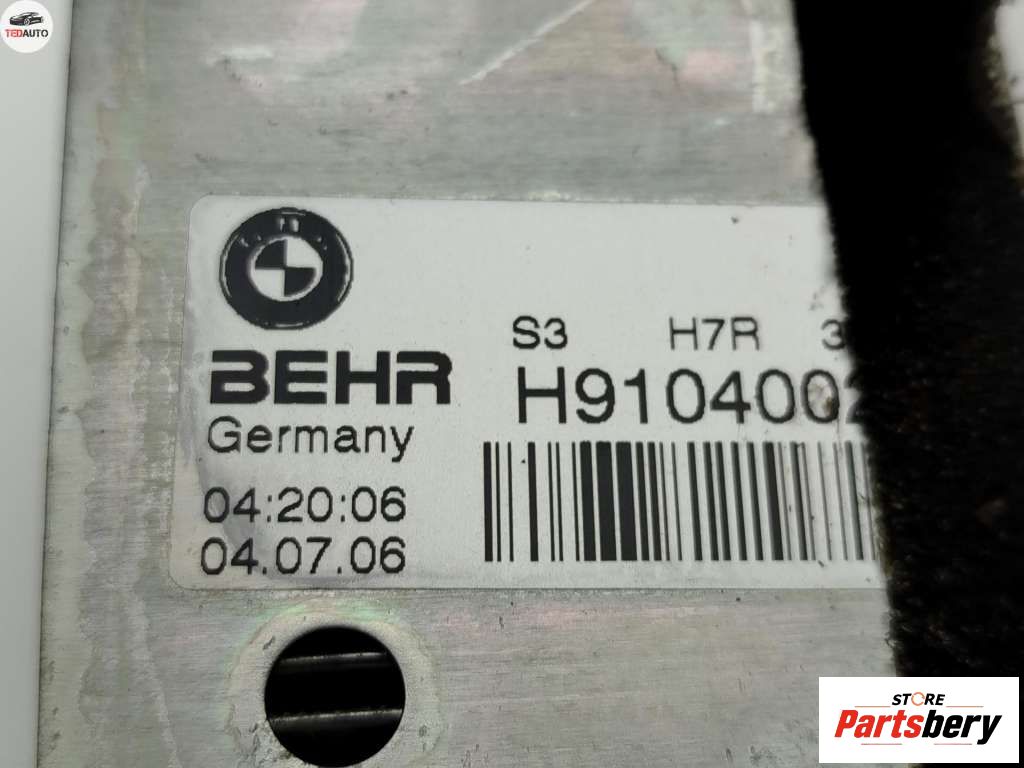 TEDAUTO
S3 H7R
BEHR
H910400
Germany
04:20:06
04.07.06
STORE
Partsbery